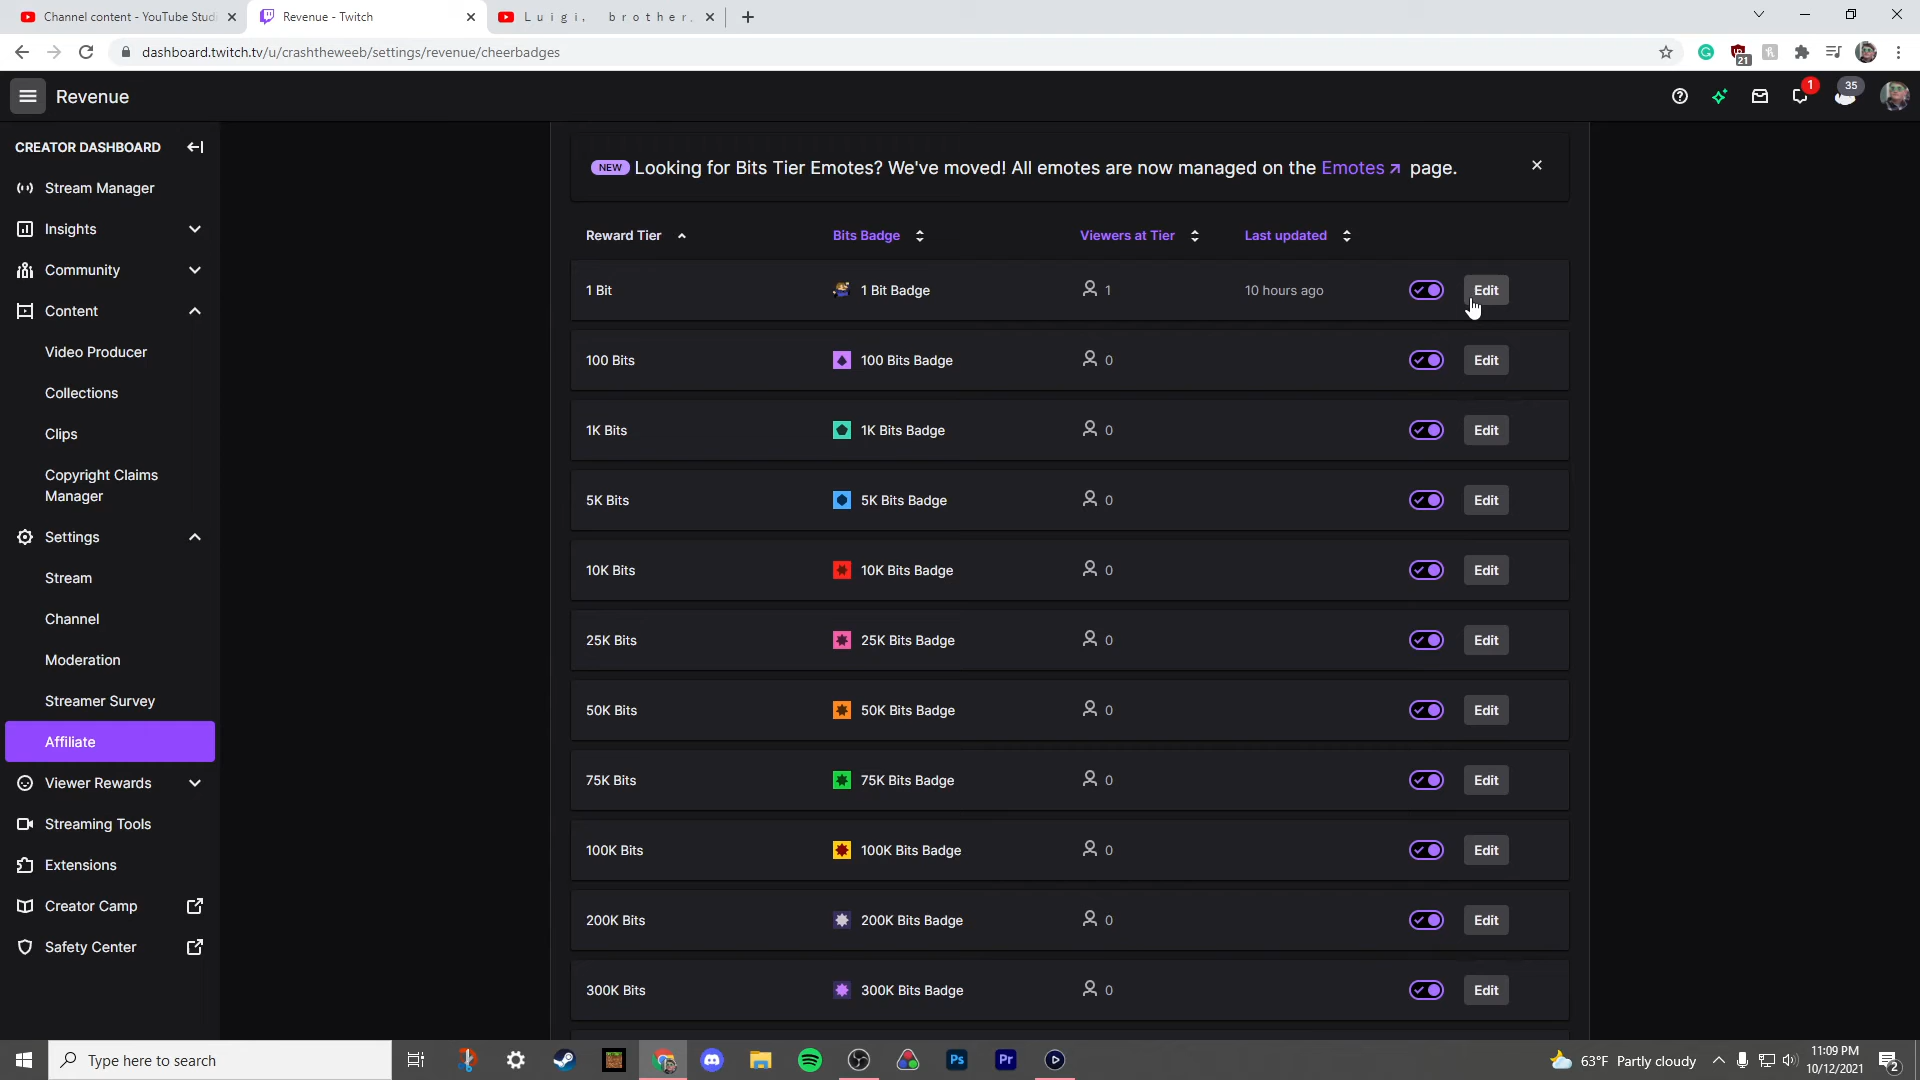 Channel content - YouTube Studi
Revenue - Twitch
Luigi, brother.
dashboard.twitch.tv/u/crashtheweeb/settings/revenue/cheerbadges
21
Revenue
1
35
CREATOR DASHBOARD
Stream Manager
Insights
Community
Content
Video Producer
Collections
Clips
Copyright Claims
Manager
Settings
Stream
Channel
Moderation
Streamer Survey
Affiliate
Viewer Rewards
Streaming Tools
Extensions
Creator Camp
Safety Center
NEW Looking for Bits Tier Emotes? We've moved! All emotes are now managed on the Emotes page.
Reward Tier Bits Badge Viewers at Tier Last updated
1 Bit 1 Bit Badge 1 10 hours ago Edit
100 Bits 100 Bits Badge 0 Edit
1K Bits 1K Bits Badge 0 Edit
5K Bits 5K Bits Badge 0 Edit
10K Bits 10K Bits Badge 0 Edit
25K Bits 25K Bits Badge 0 Edit
50K Bits 50K Bits Badge 0 Edit
75K Bits 75K Bits Badge 0 Edit
100K Bits 100K Bits Badge 0 Edit
200K Bits 200K Bits Badge 0 Edit
300K Bits 300K Bits Badge 0 Edit
Type here to search
Ps
Pr
63°F Partly cloudy
11:09 PM
10/12/2021
2